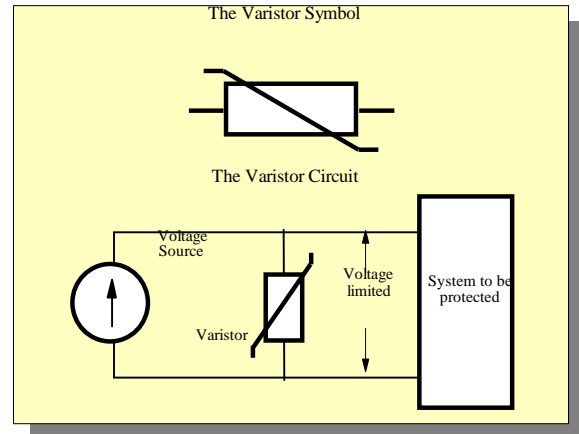 The Varistor Symbol
The Varistor Circuit
Voltage
Source
Varistor
Voltage
limited
System to be
protected